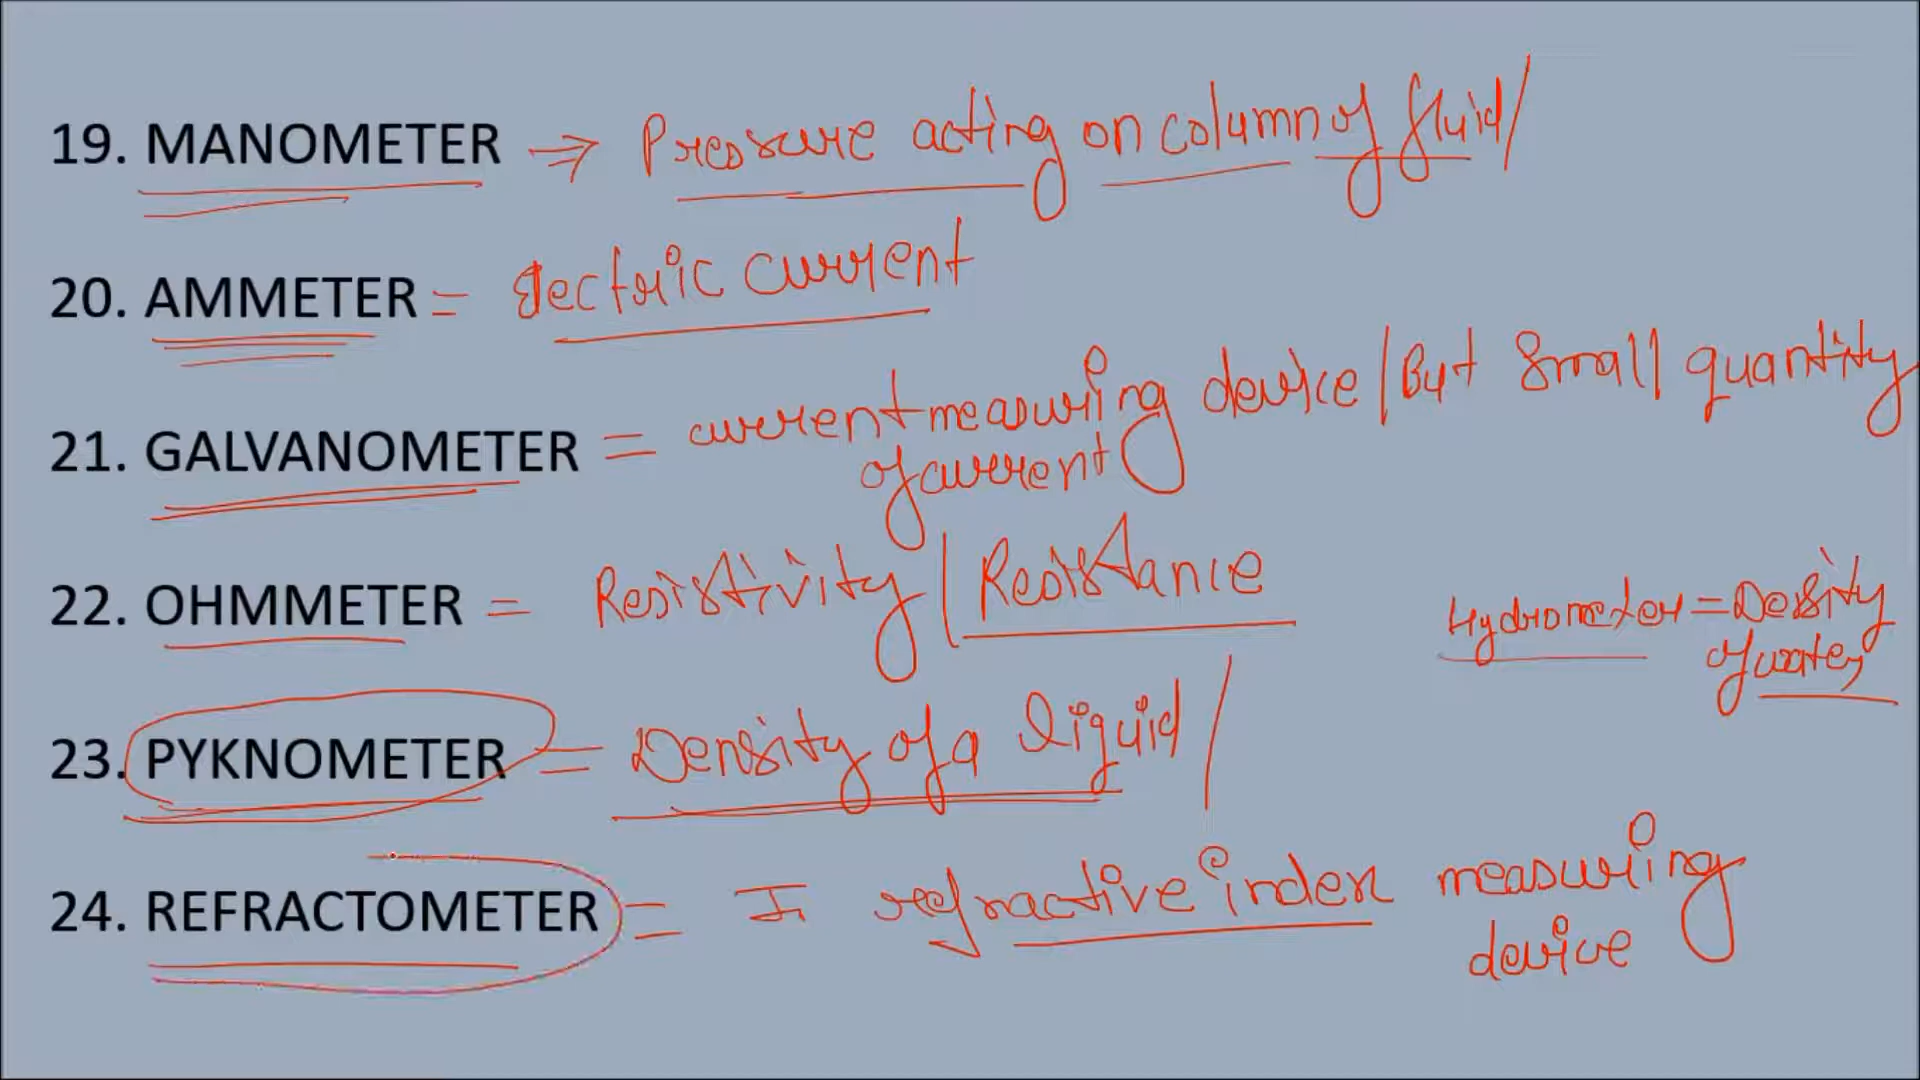 19. MANOMETER ⇒ Pressure acting on column of fluid/
20. AMMETER = electric current
21. GALVANOMETER = current measuring device/But small quantity
of current
22. OHMMETER = Resistivity/Resistance
Hydrometer = Density
of water
23. PYKNOMETER = Density of a liquid/
24. REFRACTOMETER = refractive index measuring
device